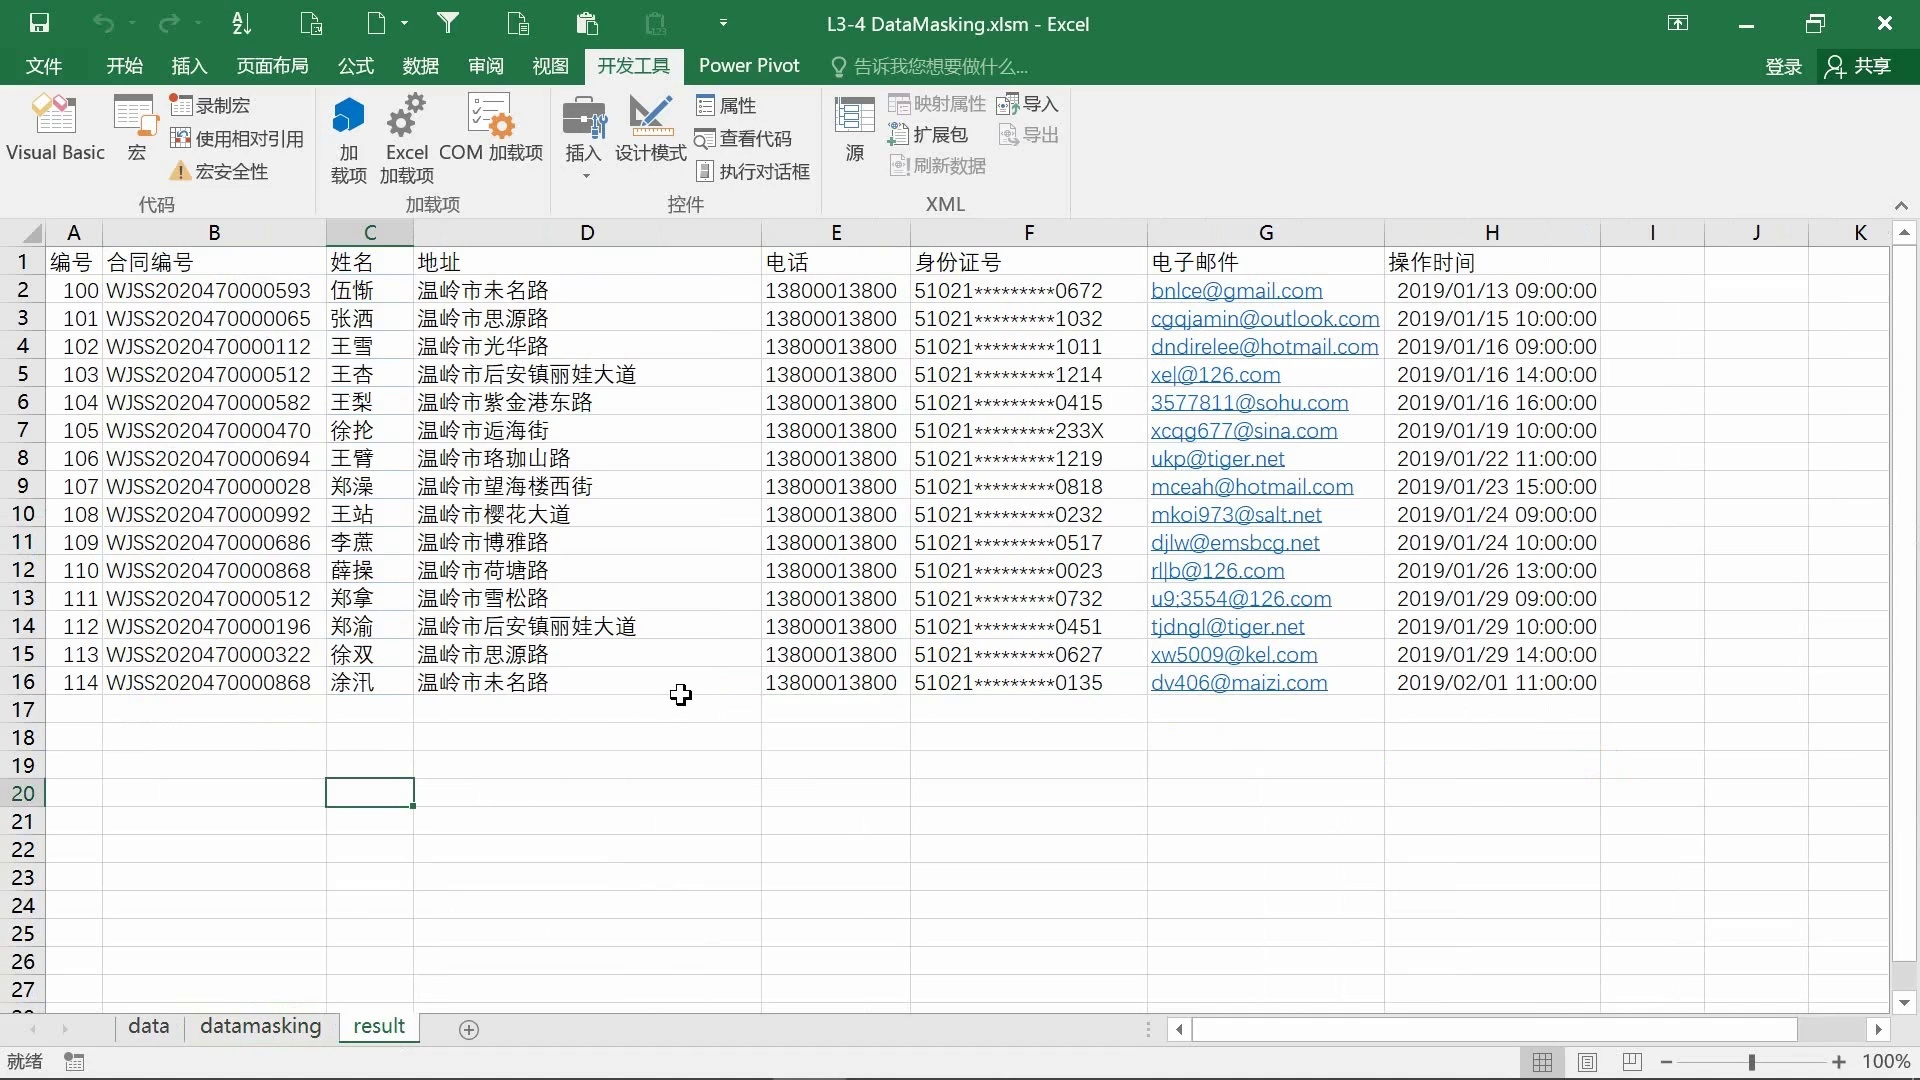 L3-4 DataMasking.xlsm - Excel
文件 开始 插入 页面布局 公式 数据 审阅 视图 开发工具 Power Pivot 告诉我您想要做什么... 登录 共享
Visual Basic 宏 录制宏 使用相对引用 宏安全性 代码
加载项 Excel 加载项 COM 加载项 加载项
插入 设计模式 属性 查看代码 执行对话框 控件
源 映射属性 扩展包 刷新数据 导入 导出 XML
A B C D E F G H I J K
1 编号 合同编号 姓名 地址 电话 身份证号 电子邮件 操作时间
2 100 WJSS2020470000593 伍惭 温岭市未名路 13800013800 51021*********0672 bnlce@gmail.com 2019/01/13 09:00:00
3 101 WJSS2020470000065 张洒 温岭市思源路 13800013800 51021*********1032 cgqjamin@outlook.com 2019/01/15 10:00:00
4 102 WJSS2020470000112 王雪 温岭市光华路 13800013800 51021*********1011 dndirelee@hotmail.com 2019/01/16 09:00:00
5 103 WJSS2020470000512 王杏 温岭市后安镇丽娃大道 13800013800 51021*********1214 xe|@126.com 2019/01/16 14:00:00
6 104 WJSS2020470000582 王梨 温岭市紫金港东路 13800013800 51021*********0415 3577811@sohu.com 2019/01/16 16:00:00
7 105 WJSS2020470000470 徐抡 温岭市逅海街 13800013800 51021*********233X xcqg677@sina.com 2019/01/19 10:00:00
8 106 WJSS2020470000694 王臂 温岭市珞珈山路 13800013800 51021*********1219 ukp@tiger.net 2019/01/22 11:00:00
9 107 WJSS2020470000028 郑澡 温岭市望海楼西街 13800013800 51021*********0818 mceah@hotmail.com 2019/01/23 15:00:00
10 108 WJSS2020470000992 王站 温岭市樱花大道 13800013800 51021*********0232 mkoi973@salt.net 2019/01/24 09:00:00
11 109 WJSS2020470000686 李蔗 温岭市博雅路 13800013800 51021*********0517 djlw@emsbcg.net 2019/01/24 10:00:00
12 110 WJSS2020470000868 薛操 温岭市荷塘路 13800013800 51021*********0023 rl|b@126.com 2019/01/26 13:00:00
13 111 WJSS2020470000512 郑拿 温岭市雪松路 13800013800 51021*********0732 u9;3554@126.com 2019/01/29 09:00:00
14 112 WJSS2020470000196 郑渝 温岭市后安镇丽娃大道 13800013800 51021*********0451 tjdngl@tiger.net 2019/01/29 10:00:00
15 113 WJSS2020470000322 徐双 温岭市思源路 13800013800 51021*********0627 xw5009@kel.com 2019/01/29 14:00:00
16 114 WJSS2020470000868 涂汛 温岭市未名路 13800013800 51021*********0135 dv406@maizi.com 2019/02/01 11:00:00
17
18
19
20
21
22
23
24
25
26
27
data datamasking result
就绪 100%